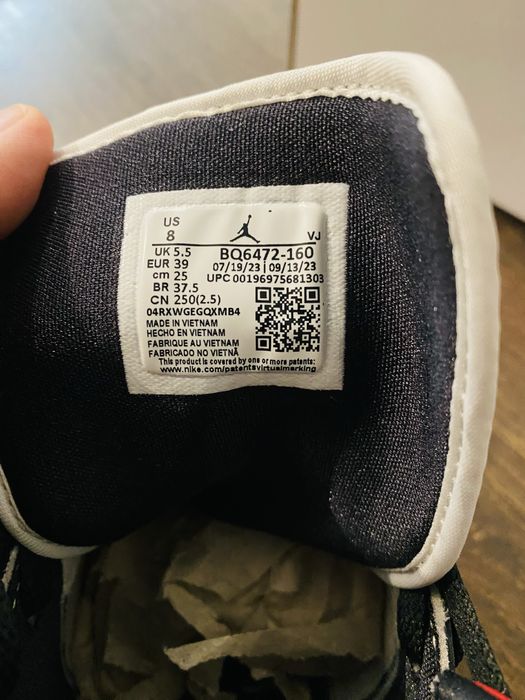 US
8
VJ
UK 5.5
BQ6472-160
EUR 39
07/19/23 | 09/13/23
cm 25
UPC 00196975681303
BR 37.5
CN 250(2.5)
04RXWGEGQXMB4
MADE IN VIETNAM
HECHO EN VIETNAM
FABRIQUE AU VIETNAM
FABRICADO NO VIETNÃ
This product is covered by one or more patents:
www.nike.com/patentsvirtualmarking